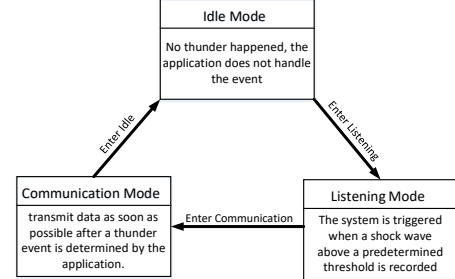 Idle Mode
No thunder happened, the
application does not handle
the event
Enter Idle
Enter Listening
Communication Mode
transmit data as soon as
possible after a thunder
event is determined by the
application.
Enter Communication
Listening Mode
The system is triggered
when a shock wave
above a predetermined
threshold is recorded